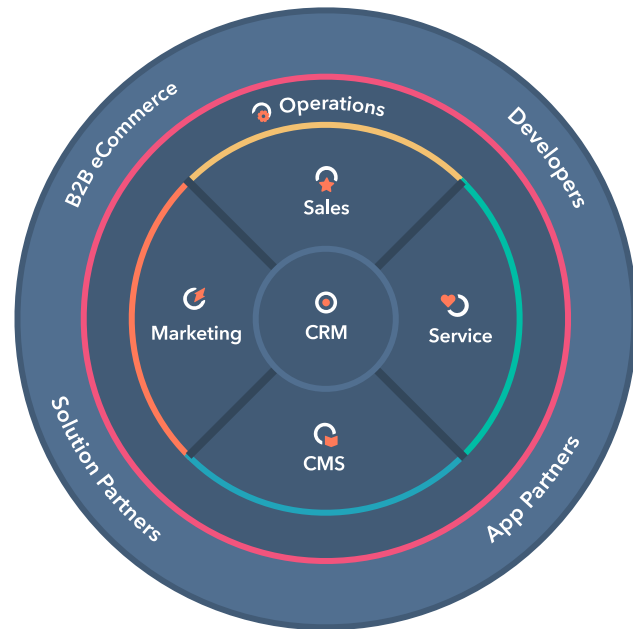 B2B eCommerce
Operations
Developers
Sales
Marketing
CRM
Service
CMS
Solution Partners
App Partners